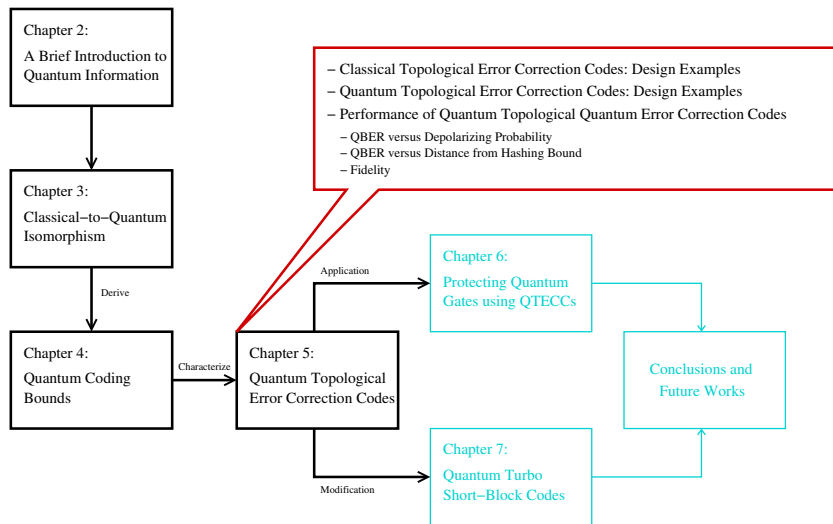 Chapter 2:
A Brief Introduction to
Quantum Information
− Classical Topological Error Correction Codes: Design Examples
− Quantum Topological Error Correction Codes: Design Examples
− Performance of Quantum Topological Quantum Error Correction Codes
− QBER versus Depolarizing Probability
− QBER versus Distance from Hashing Bound
− Fidelity
Chapter 3:
Classical−to−Quantum
Isomorphism
Derive
Chapter 4:
Quantum Coding
Bounds
Characterize
Chapter 5:
Quantum Topological
Error Correction Codes
Application
Chapter 6:
Protecting Quantum
Gates using QTECCs
Modification
Chapter 7:
Quantum Turbo
Short−Block Codes
Conclusions and
Future Works